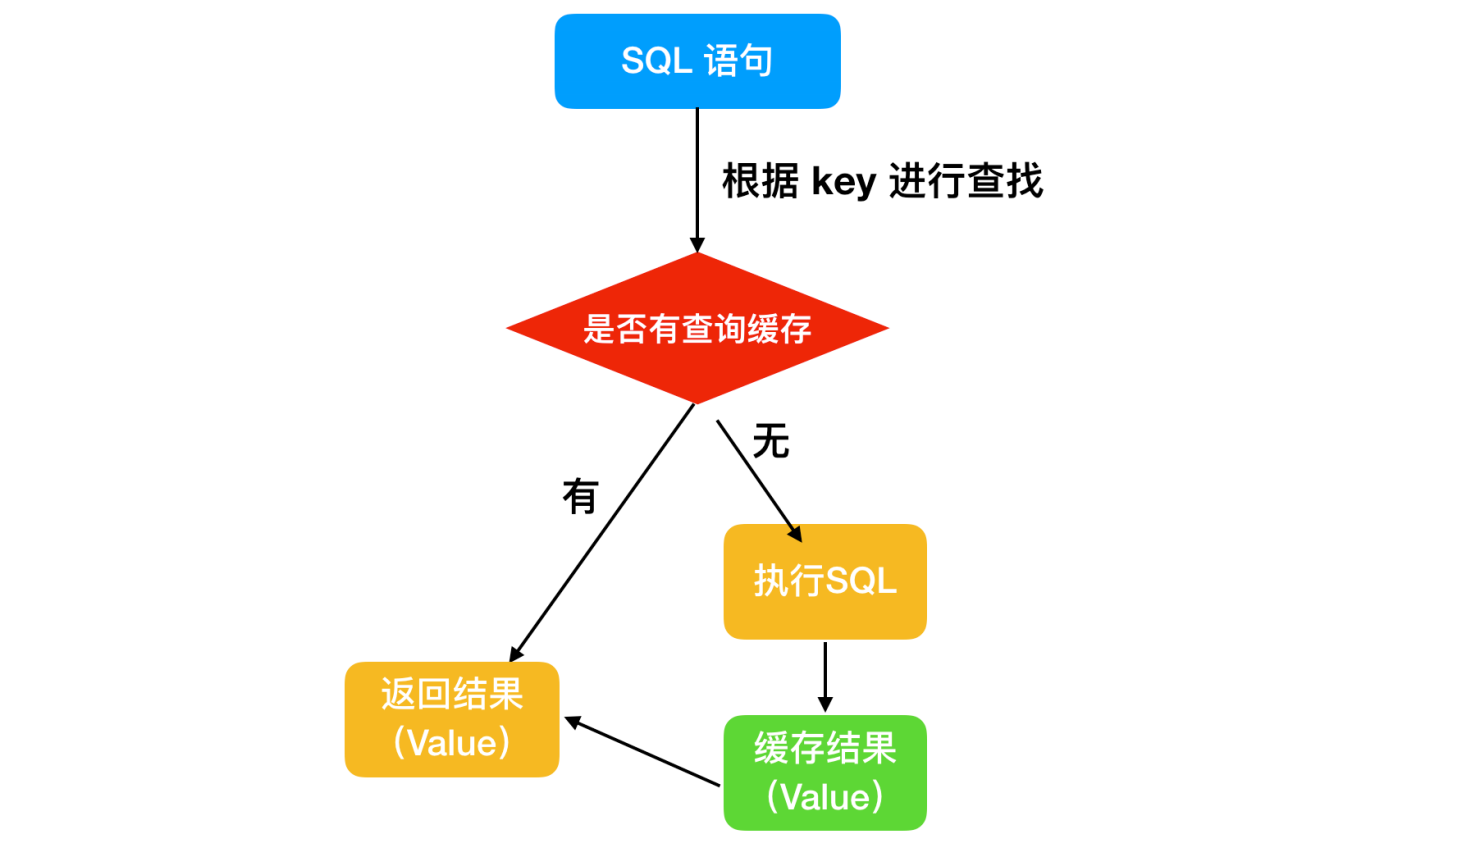 SQL 语句
根据 key 进行查找
是否有查询缓存
无
有
执行SQL
返回结果
（Value）
缓存结果
（Value）